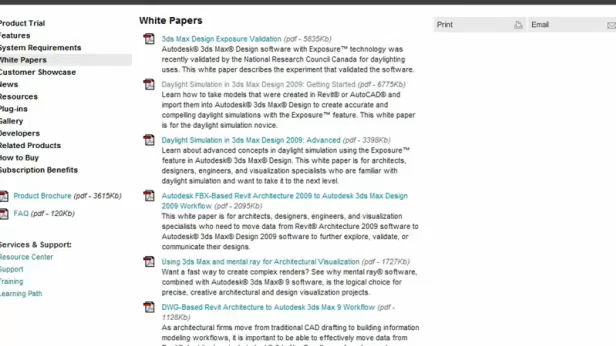 Product Trial
Features
System Requirements
White Papers
Customer Showcase
News
Resources
Plug-ins
Gallery
Developers
Related Products
How to Buy
Subscription Benefits
Product Brochure (pdf - 3615Kb)
FAQ (pdf - 120Kb)
Services & Support:
Resource Center
Support
Training
Learning Path
White Papers
3ds Max Design Exposure Validation (pdf - 5835Kb)
Autodesk® 3ds Max® Design software with Exposure™ technology was
recently validated by the National Research Council Canada for daylighting
uses. This white paper describes the experiment that validated the software.
Daylight Simulation in 3ds Max Design 2009: Getting Started (pdf - 6775Kb)
Learn how to take models that were created in Revit® or AutoCAD® and
import them into Autodesk® 3ds Max® Design to create accurate and
compelling daylight simulations with the Exposure™ feature. This white paper
is for the daylight simulation novice.
Daylight Simulation in 3ds Max Design 2009: Advanced (pdf - 3398Kb)
Learn about advanced concepts in daylight simulation using the Exposure™
feature in Autodesk® 3ds Max® Design. This white paper is for architects,
designers, engineers, and visualization specialists who are familiar with
daylight simulation and want to take it to the next level.
Autodesk FBX-Based Revit Architecture 2009 to Autodesk 3ds Max Design
2009 Workflow (pdf - 2095Kb)
This white paper is for architects, designers, engineers, and visualization
specialists who need to move data from Revit® Architecture 2009 software to
Autodesk® 3ds Max® Design 2009 software to further explore, validate, or
communicate their designs.
Using 3ds Max and mental ray for Architectural Visualization (pdf - 1727Kb)
Want a fast way to create complex renders? See why mental ray® software,
combined with Autodesk® 3ds Max® 9 software, is the logical choice for
precise, creative architectural and design visualization projects.
DWG-Based Revit Architecture to Autodesk 3ds Max 9 Workflow (pdf -
1128Kb)
As architectural firms move from traditional CAD drafting to building information
modeling workflows, it is important to be able to effectively move data from
Print
Email